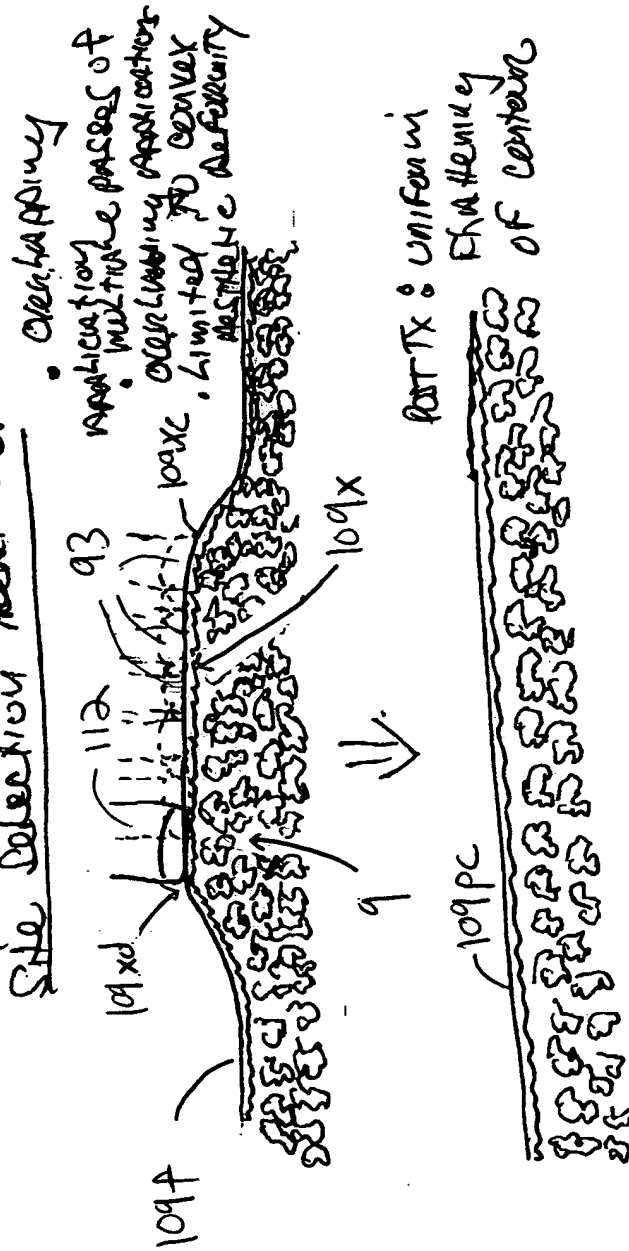 Site Selection
• overlapping
application
• multiple passes of
overlapping application
• Limited to convex
aesthetic deformity
112
93
109xd
109xc
109f
9
109x
Post Tx: uniform
flattening
of contour
109pc